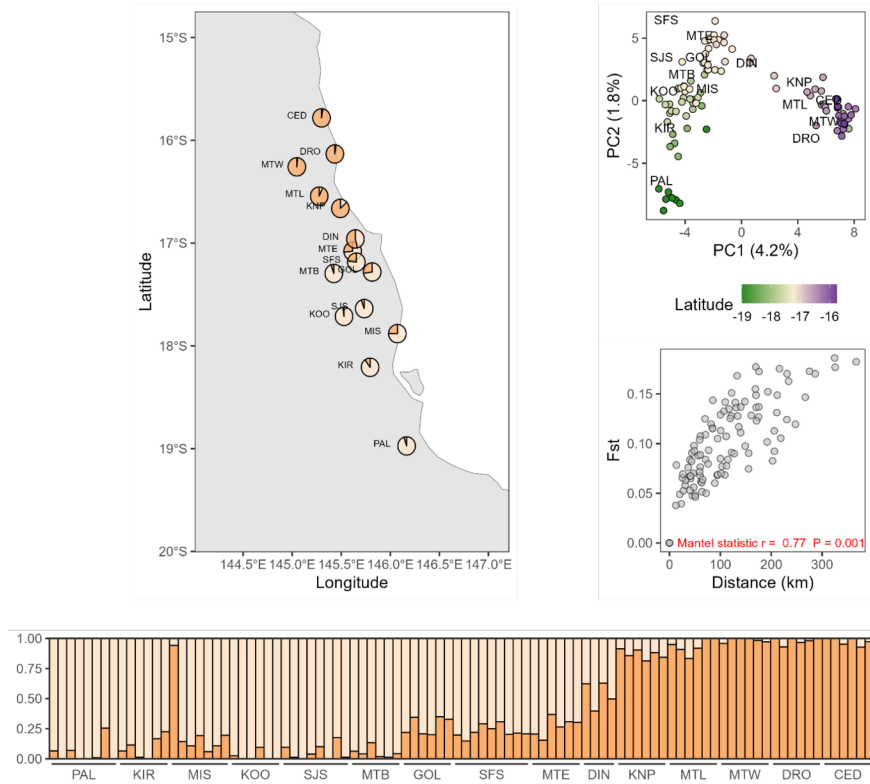 15°S
16°S
17°S
18°S
19°S
20°S
Latitude
CED
DRO
MTW
MTL
KNP
DIN
MTE
SFS
GOL
MTB
SJS
KOO
MIS
KIR
PAL
144.5°E 145.0°E 145.5°E 146.0°E 146.5°E 147.0°E
Longitude
5
0
-5
PC2 (1.8%)
SFS
MTE
SJS
GOL
DIN
MTB
KOO
MIS
KNP
CED
MTL
MTW
KIR
DRO
PAL
-4 0 4 8
PC1 (4.2%)
Latitude
-19 -18 -17 -16
0.15
0.10
0.05
0.00
Fst
Mantel statistic r = 0.77 P = 0.001
0 100 200 300
Distance (km)
1.00
0.75
0.50
0.25
0.00
PAL KIR MIS KOO SJS MTB GOL SFS MTE DIN KNP MTL MTW DRO CED